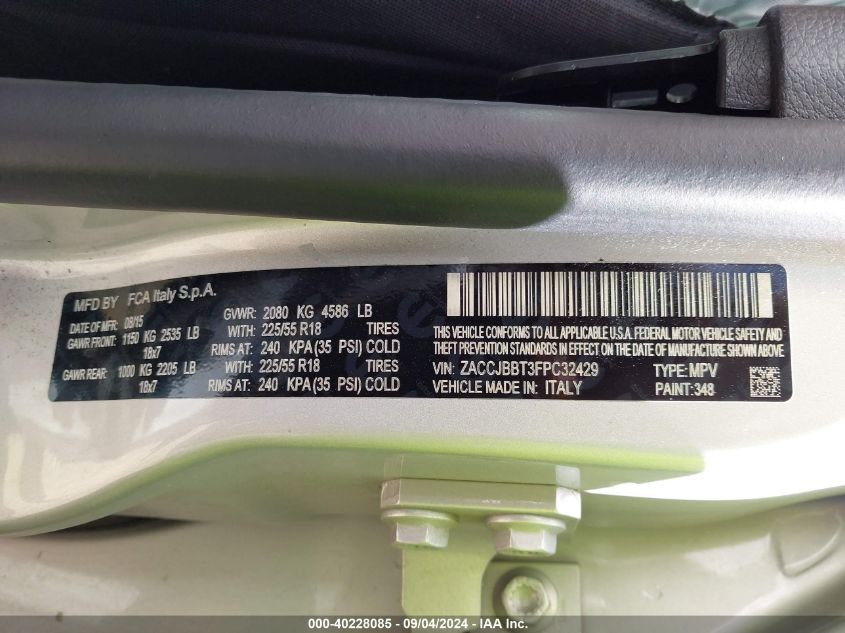 MFD BY FCA Italy S.p.A.
DATE OF MFR: 08/15 GVWR: 2080 KG 4586 LB
GAWR FRONT: 1150 KG 2535 LB WITH: 225/55 R18 TIRES
18x7 RIMS AT: 240 KPA (35 PSI) COLD
GAWR REAR: 1000 KG 2205 LB WITH: 225/55 R18 TIRES
18x7 RIMS AT: 240 KPA (35 PSI) COLD
THIS VEHICLE CONFORMS TO ALL APPLICABLE U.S.A. FEDERAL MOTOR VEHICLE SAFETY AND
THEFT PREVENTION STANDARDS IN EFFECT ON THE DATE OF MANUFACTURE SHOWN ABOVE.
VIN: ZACCJBBT3FPC32429 TYPE: MPV
VEHICLE MADE IN: ITALY PAINT: 348
000-40228085 - 09/04/2024 - IAA Inc.